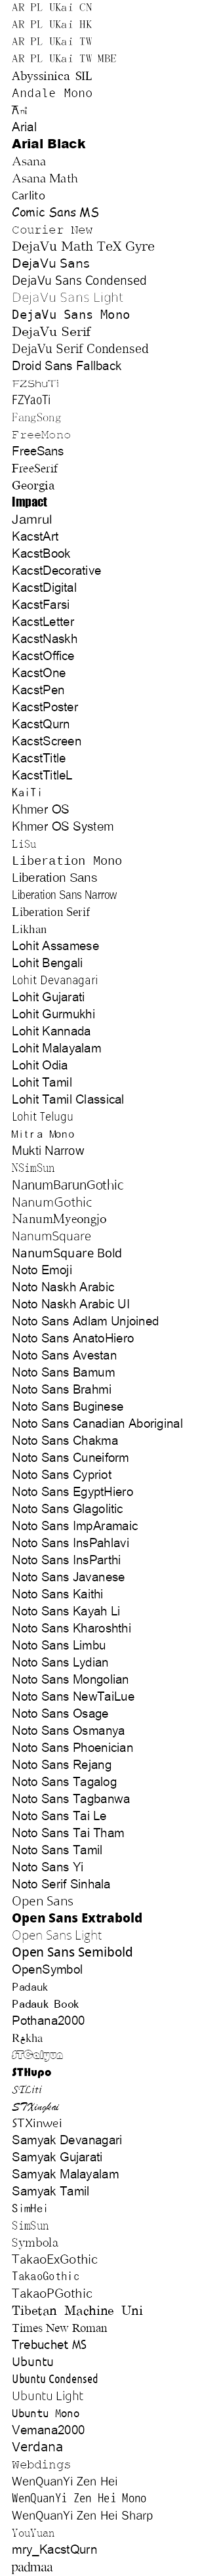 AR PL UKai CN
AR PL UKai HK
AR PL UKai TW
AR PL UKai TW MBE
Abyssinica SIL
Andale Mono
Ani
Arial
Arial Black
Asana
Asana Math
Carlito
Comic Sans MS
Courier New
DejaVu Math TeX Gyre
DejaVu Sans
DejaVu Sans Condensed
DejaVu Sans Light
DejaVu Sans Mono
DejaVu Serif
DejaVu Serif Condensed
Droid Sans Fallback
FZShuTi
FZYaoTi
FangSong
FreeMono
FreeSans
FreeSerif
Georgia
Impact
Jamrul
KacstArt
KacstBook
KacstDecorative
KacstDigital
KacstFarsi
KacstLetter
KacstNaskh
KacstOffice
KacstOne
KacstPen
KacstPoster
KacstQurn
KacstScreen
KacstTitle
KacstTitleL
KaiTi
Khmer OS
Khmer OS System
LiSu
Liberation Mono
Liberation Sans
Liberation Sans Narrow
Liberation Serif
Likhan
Lohit Assamese
Lohit Bengali
Lohit Devanagari
Lohit Gujarati
Lohit Gurmukhi
Lohit Kannada
Lohit Malayalam
Lohit Odia
Lohit Tamil
Lohit Tamil Classical
Lohit Telugu
Mitra Mono
Mukti Narrow
NSimSun
NanumBarunGothic
NanumGothic
NanumMyeongjo
NanumSquare
NanumSquare Bold
Noto Emoji
Noto Naskh Arabic
Noto Naskh Arabic UI
Noto Sans Adlam Unjoined
Noto Sans AnatoHiero
Noto Sans Avestan
Noto Sans Bamum
Noto Sans Brahmi
Noto Sans Buginese
Noto Sans Canadian Aboriginal
Noto Sans Chakma
Noto Sans Cuneiform
Noto Sans Cypriot
Noto Sans EgyptHiero
Noto Sans Glagolitic
Noto Sans ImpAramaic
Noto Sans InsPahlavi
Noto Sans InsParthi
Noto Sans Javanese
Noto Sans Kaithi
Noto Sans Kayah Li
Noto Sans Kharoshthi
Noto Sans Limbu
Noto Sans Lydian
Noto Sans Mongolian
Noto Sans NewTaiLue
Noto Sans Osage
Noto Sans Osmanya
Noto Sans Phoenician
Noto Sans Rejang
Noto Sans Tagalog
Noto Sans Tagbanwa
Noto Sans Tai Le
Noto Sans Tai Tham
Noto Sans Tamil
Noto Sans Yi
Noto Serif Sinhala
Open Sans
Open Sans Extrabold
Open Sans Light
Open Sans Semibold
OpenSymbol
Padauk
Padauk Book
Pothana2000
Rekha
STCaiyun
STHupo
STLiti
STXingkai
STXinwei
Samyak Devanagari
Samyak Gujarati
Samyak Malayalam
Samyak Tamil
SimHei
SimSun
Symbola
TakaoExGothic
TakaoGothic
TakaoPGothic
Tibetan Machine Uni
Times New Roman
Trebuchet MS
Ubuntu
Ubuntu Condensed
Ubuntu Light
Ubuntu Mono
Vemana2000
Verdana
Webdings
WenQuanYi Zen Hei
WenQuanYi Zen Hei Mono
WenQuanYi Zen Hei Sharp
YouYuan
mry_KacstQurn
padmaa